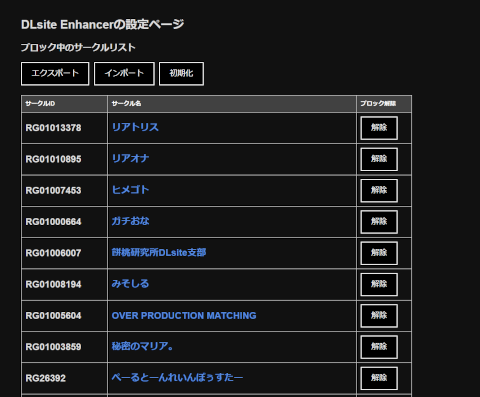 DLsite Enhancerの設定ページ
ブロック中のサークルリスト
エクスポート インポート 初期化
サークルID サークル名 ブロック解除
RG01013378 リアトリス 解除
RG01010895 リアオナ 解除
RG01007453 ヒメゴト 解除
RG01000664 ガチおな 解除
RG01006007 餅桃研究所DLsite支部 解除
RG01008194 みそしる 解除
RG01005604 OVER PRODUCTION MATCHING 解除
RG01003859 秘密のマリア。 解除
RG26392 べーるとーんれいんぼぅすたー 解除